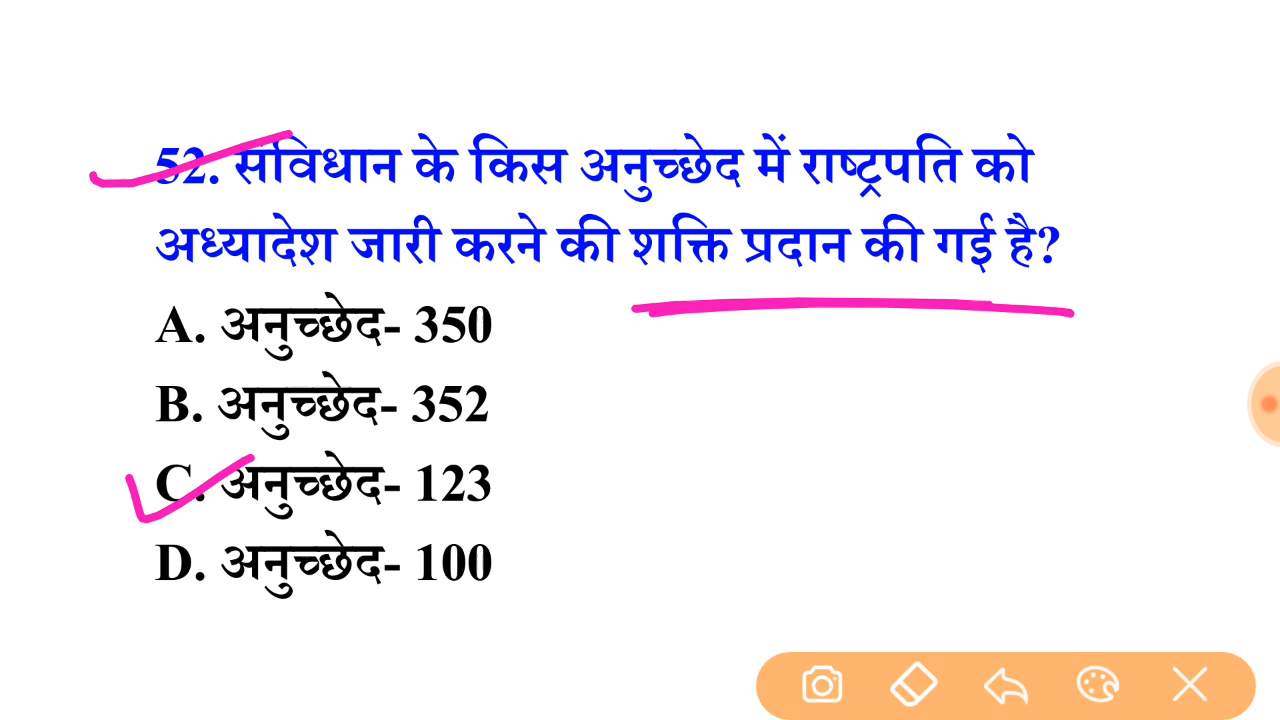 52. संविधान के किस अनुच्छेद में राष्ट्रपति को
अध्यादेश जारी करने की शक्ति प्रदान की गई है?
A. अनुच्छेद- 350
B. अनुच्छेद- 352
C. अनुच्छेद- 123
D. अनुच्छेद- 100